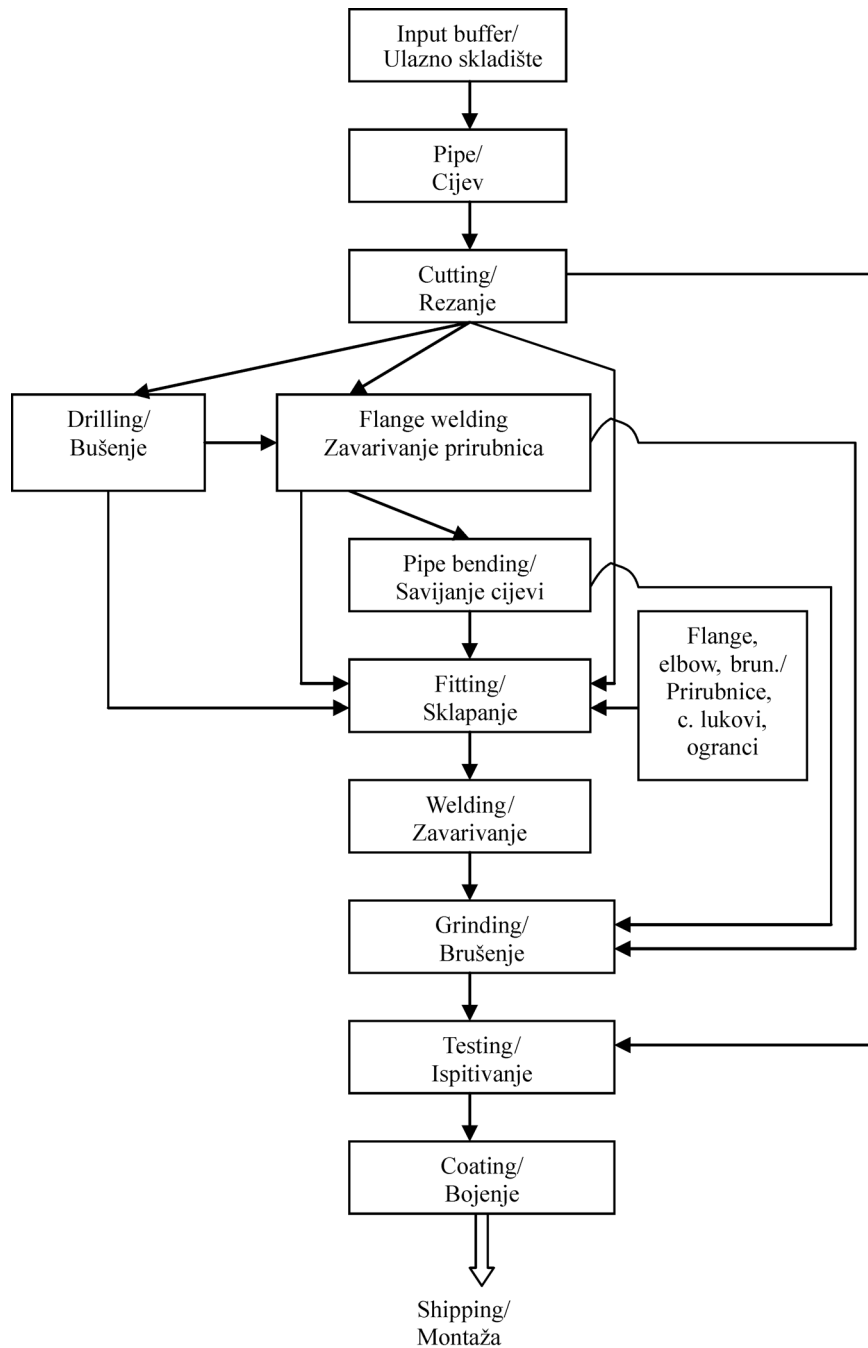 Input buffer/
Ulazno skladište
Pipe/
Cijev
Cutting/
Rezanje
Drilling/
Bušenje
Flange welding
Zavarivanje prirubnica
Pipe bending/
Savijanje cijevi
Flange,
elbow, brun./
Prirubnice,
c. lukovi,
ogranci
Fitting/
Sklapanje
Welding/
Zavarivanje
Grinding/
Brušenje
Testing/
Ispitivanje
Coating/
Bojenje
Shipping/
Montaža